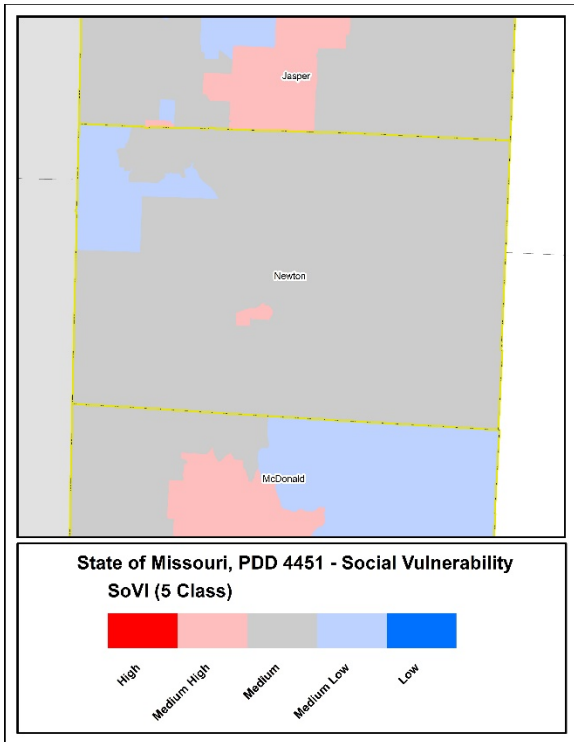 Jasper
Newton
McDonald
State of Missouri, PDD 4451 - Social Vulnerability
SoVI (5 Class)
High
Medium High
Medium
Medium Low
Low